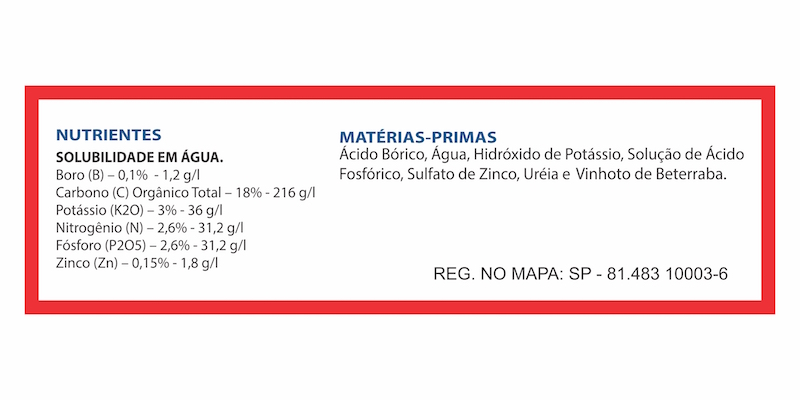 NUTRIENTES
SOLUBILIDADE EM ÁGUA.
Boro (B) – 0,1% - 1,2 g/l
Carbono (C) Orgânico Total – 18% - 216 g/l
Potássio (K2O) – 3% - 36 g/l
Nitrogênio (N) – 2,6% - 31,2 g/l
Fósforo (P2O5) – 2,6% - 31,2 g/l
Zinco (Zn) – 0,15% - 1,8 g/l
MATÉRIAS-PRIMAS
Ácido Bórico, Água, Hidróxido de Potássio, Solução de Ácido
Fosfórico, Sulfato de Zinco, Uréia e Vinhoto de Beterraba.
REG. NO MAPA: SP - 81.483 10003-6